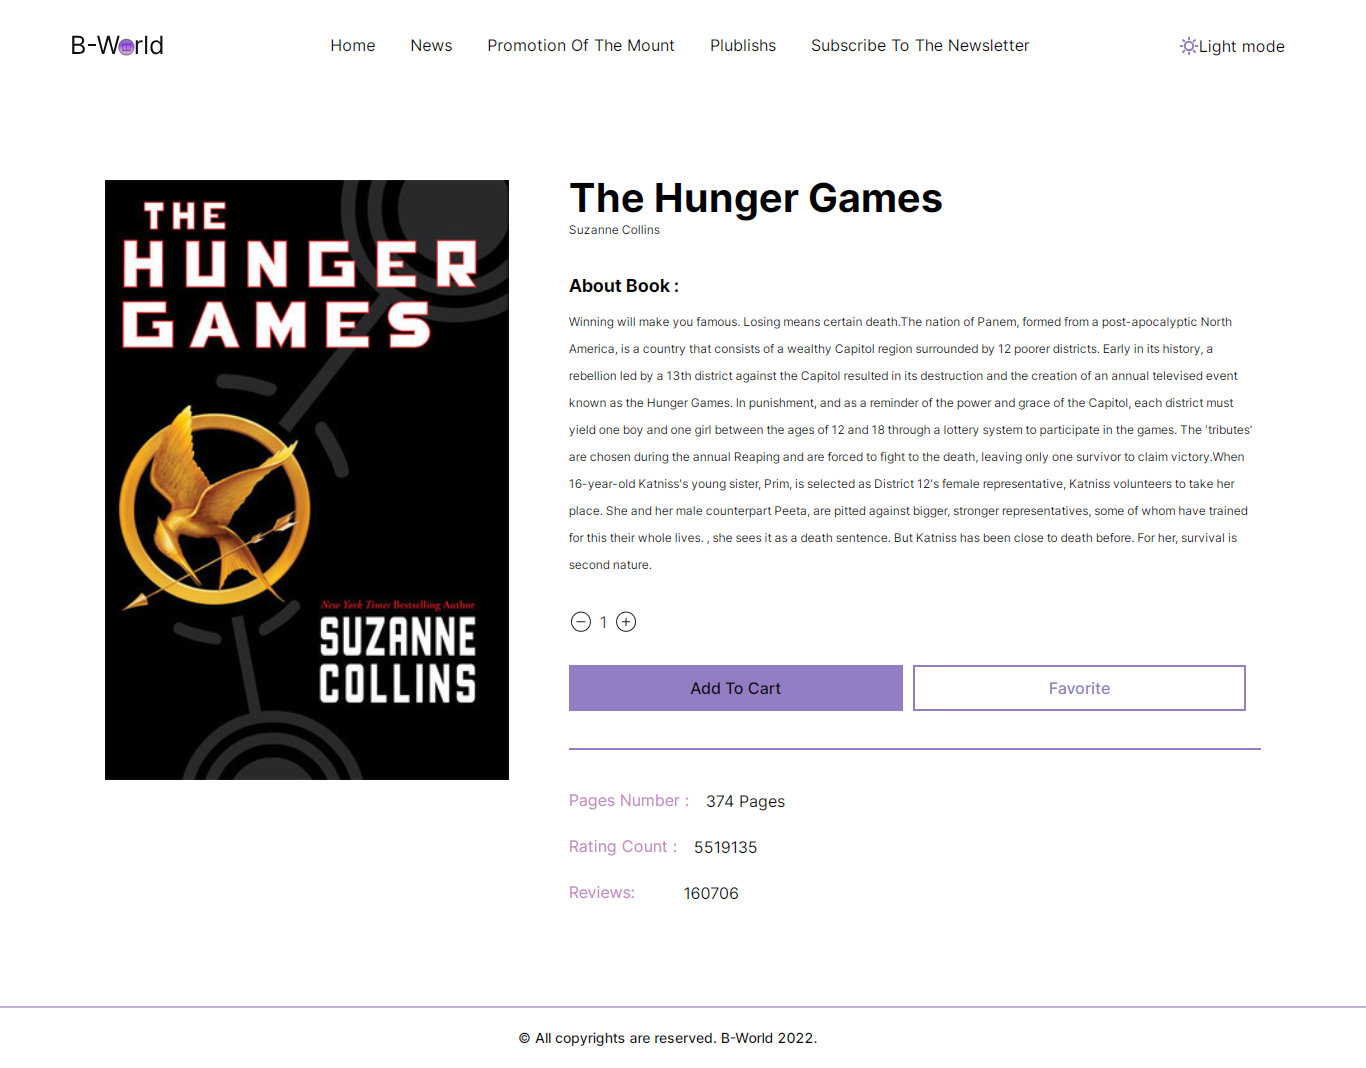 B-World
Home News Promotion Of The Mount Plublishs Subscribe To The Newsletter
Light mode
THE
HUNGER
GAMES
New York Times Bestselling Author
SUZANNE
COLLINS
The Hunger Games
Suzanne Collins
About Book :
Winning will make you famous. Losing means certain death.The nation of Panem, formed from a post-apocalyptic North
America, is a country that consists of a wealthy Capitol region surrounded by 12 poorer districts. Early in its history, a
rebellion led by a 13th district against the Capitol resulted in its destruction and the creation of an annual televised event
known as the Hunger Games. In punishment, and as a reminder of the power and grace of the Capitol, each district must
yield one boy and one girl between the ages of 12 and 18 through a lottery system to participate in the games. The 'tributes'
are chosen during the annual Reaping and are forced to fight to the death, leaving only one survivor to claim victory.When
16-year-old Katniss's young sister, Prim, is selected as District 12's female representative, Katniss volunteers to take her
place. She and her male counterpart Peeta, are pitted against bigger, stronger representatives, some of whom have trained
for this their whole lives. , she sees it as a death sentence. But Katniss has been close to death before. For her, survival is
second nature.
1
Add To Cart Favorite
Pages Number : 374 Pages
Rating Count : 5519135
Reviews: 160706
© All copyrights are reserved. B-World 2022.